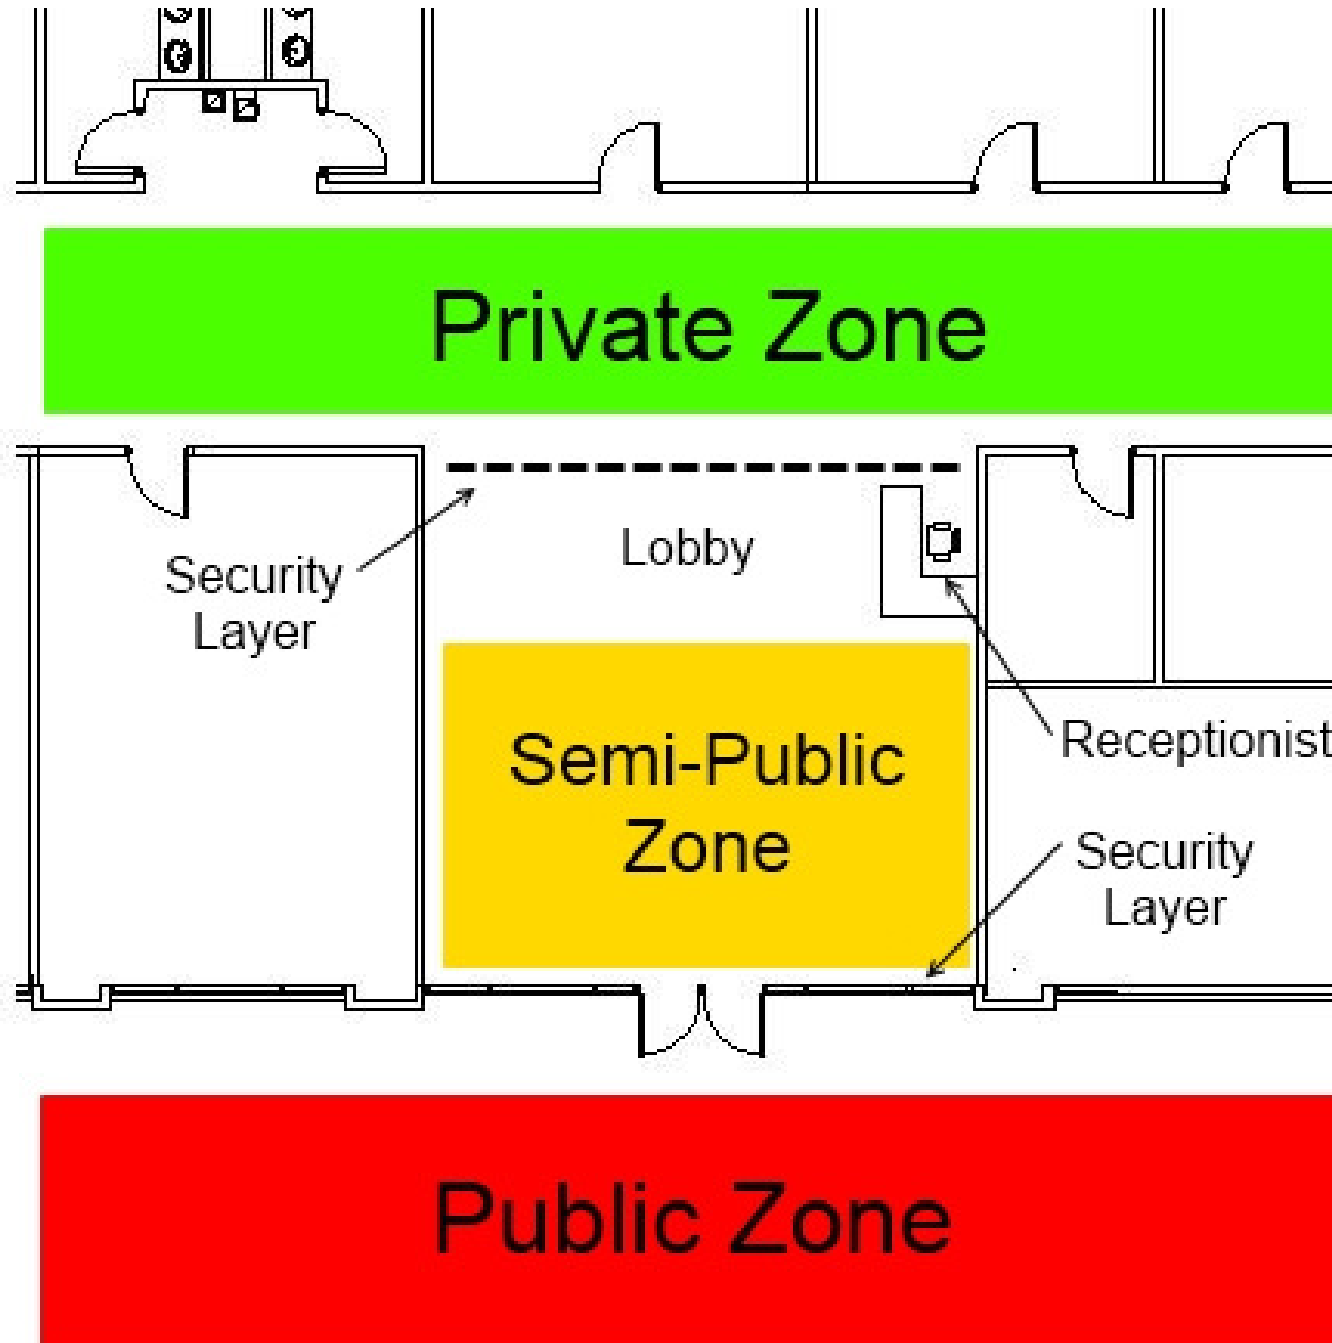 Private Zone
Lobby
Security
Layer
Semi-Public
Zone
Receptionist
Security
Layer
Public Zone